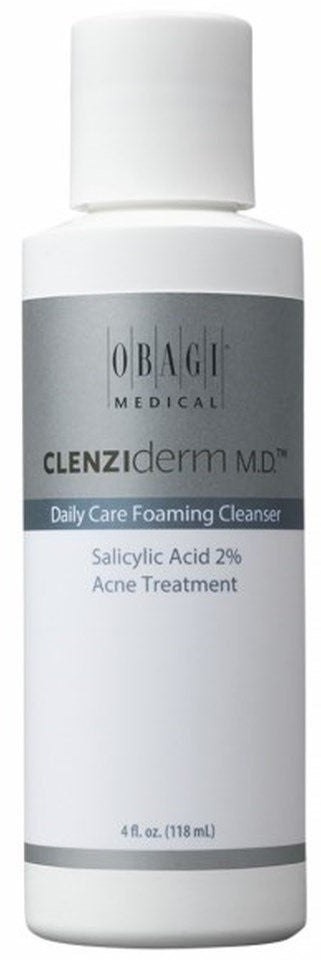 OBAGI®
MEDICAL
CLENZIderm M.D.™
Daily Care Foaming Cleanser
Salicylic Acid 2%
Acne Treatment
4 fl. oz. (118 mL)